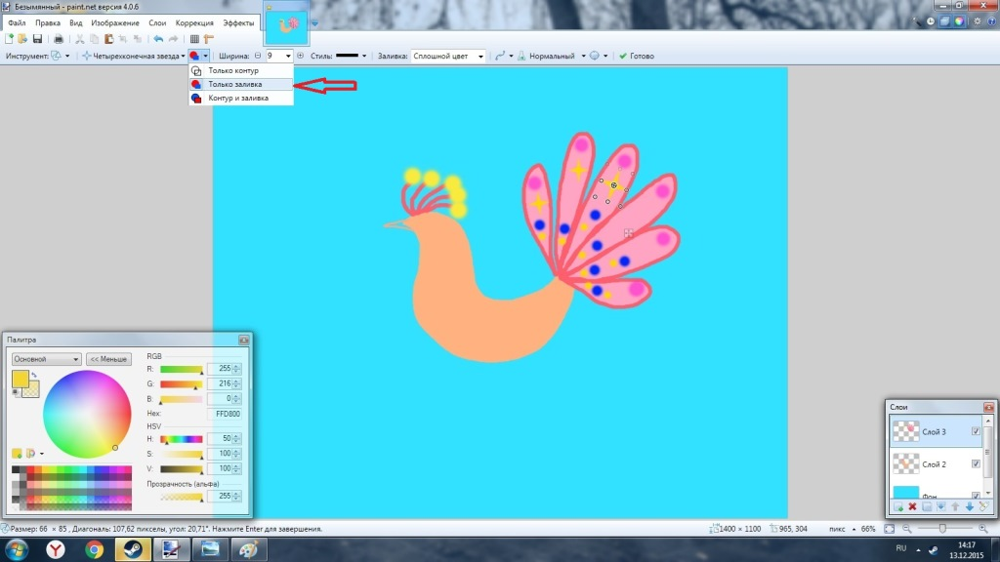 Безымянный - paint.net версия 4.0.6
Файл Правка Вид Изображение Слои Коррекция Эффекты
Инструмент: Четырехконечная звезда Ширина: 9 Стиль: Заливка: Сплошной цвет Нормальный Готово
Только контур
Только заливка
Контур и заливка
Палитра
Основной << Меньше RGB
R: 255
G: 216
B: 0
Hex: FFD800
HSV
H: 50
S: 100
V: 100
Прозрачность (альфа)
255
Слои
Слой 3
Слой 2
Фон
Размер: 66 × 85, Диагональ: 107,62 пикселы, угол: 20,71°. Нажмите Enter для завершения. 1400 × 1100 965, 304 пикс 66%
RU 14:17
13.12.2015